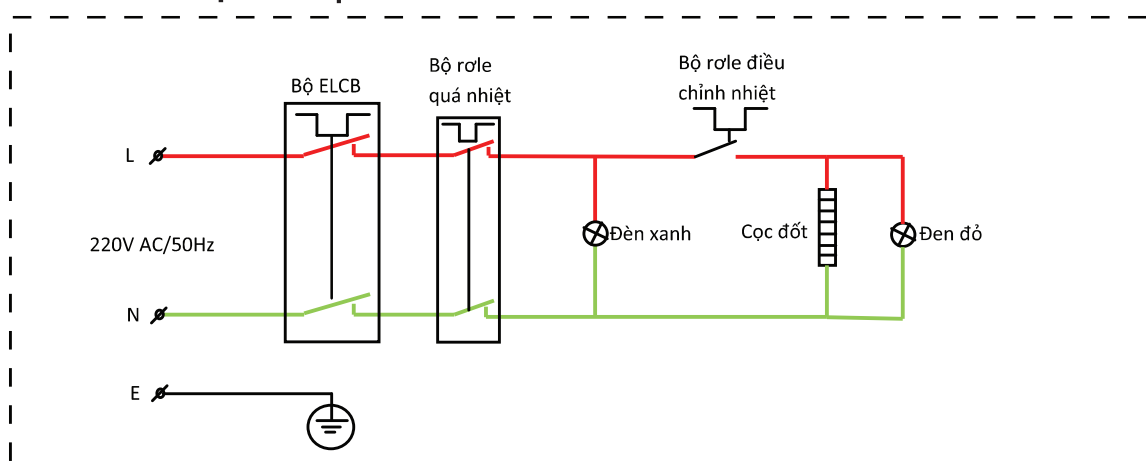 Bộ ELCB
Bộ rơle
quá nhiệt
Bộ rơle điều
chỉnh nhiệt
L
220V AC/50Hz
Đèn xanh
Cọc đốt
Đen đỏ
N
E